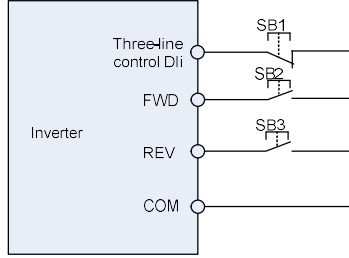 SB1
Three-line
control DIi
SB2
FWD
SB3
Inverter
REV
COM